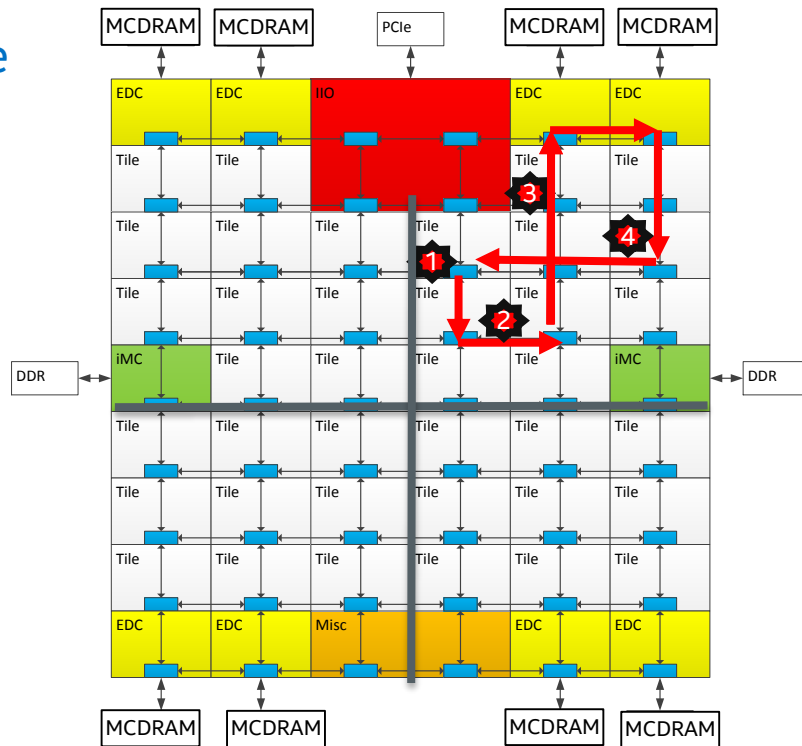 e
MCDRAM MCDRAM PCIe MCDRAM MCDRAM
EDC EDC IIO EDC EDC
Tile Tile Tile Tile
3
Tile Tile Tile Tile Tile Tile
4
1
Tile Tile Tile Tile Tile Tile
2
iMC Tile Tile Tile Tile iMC
DDR DDR
Tile Tile Tile Tile Tile Tile
Tile Tile Tile Tile Tile Tile
Tile Tile Tile Tile Tile Tile
EDC EDC Misc EDC EDC
MCDRAM MCDRAM MCDRAM MCDRAM